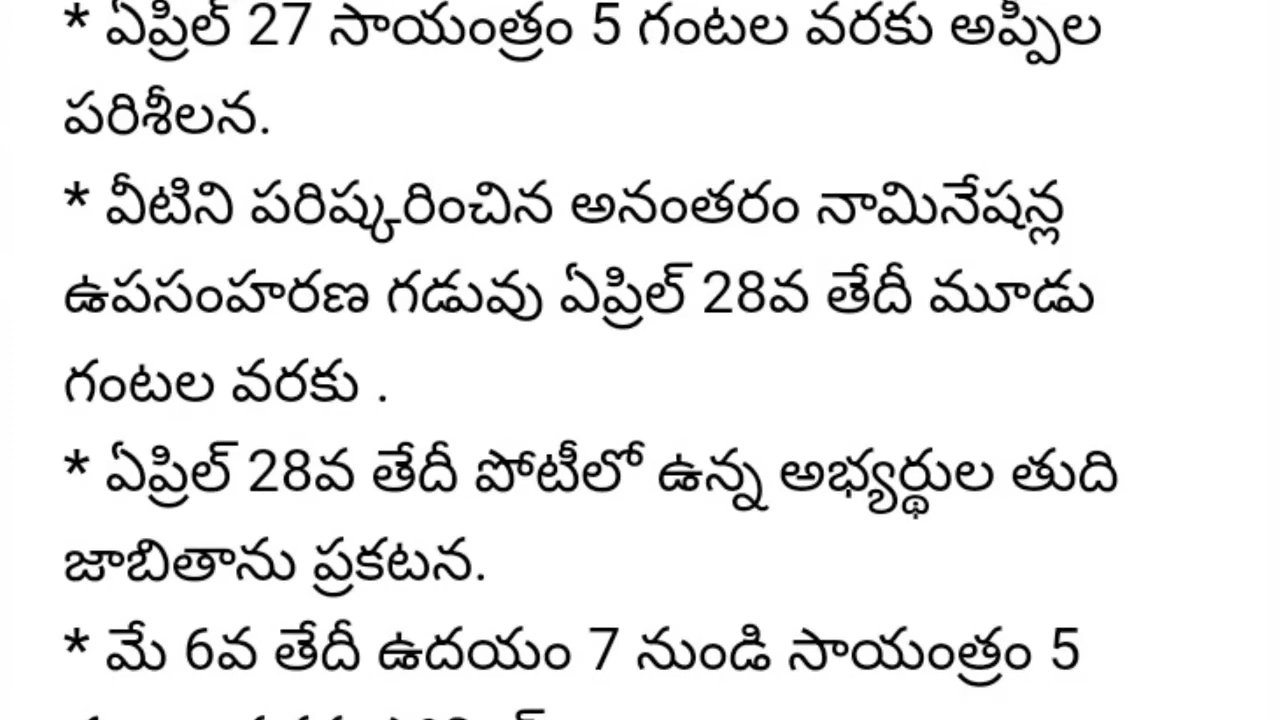 * ఏప్రిల్ 27 సాయంత్రం 5 గంటల వరకు అప్పీల
పరిశీలన.
* వీటిని పరిష్కరించిన అనంతరం నామినేషన్ల
ఉపసంహరణ గడువు ఏప్రిల్ 28వ తేదీ మూడు
గంటల వరకు .
* ఏప్రిల్ 28వ తేదీ పోటీలో ఉన్న అభ్యర్థుల తుది
జాబితాను ప్రకటన.
* మే 6వ తేదీ ఉదయం 7 నుండి సాయంత్రం 5